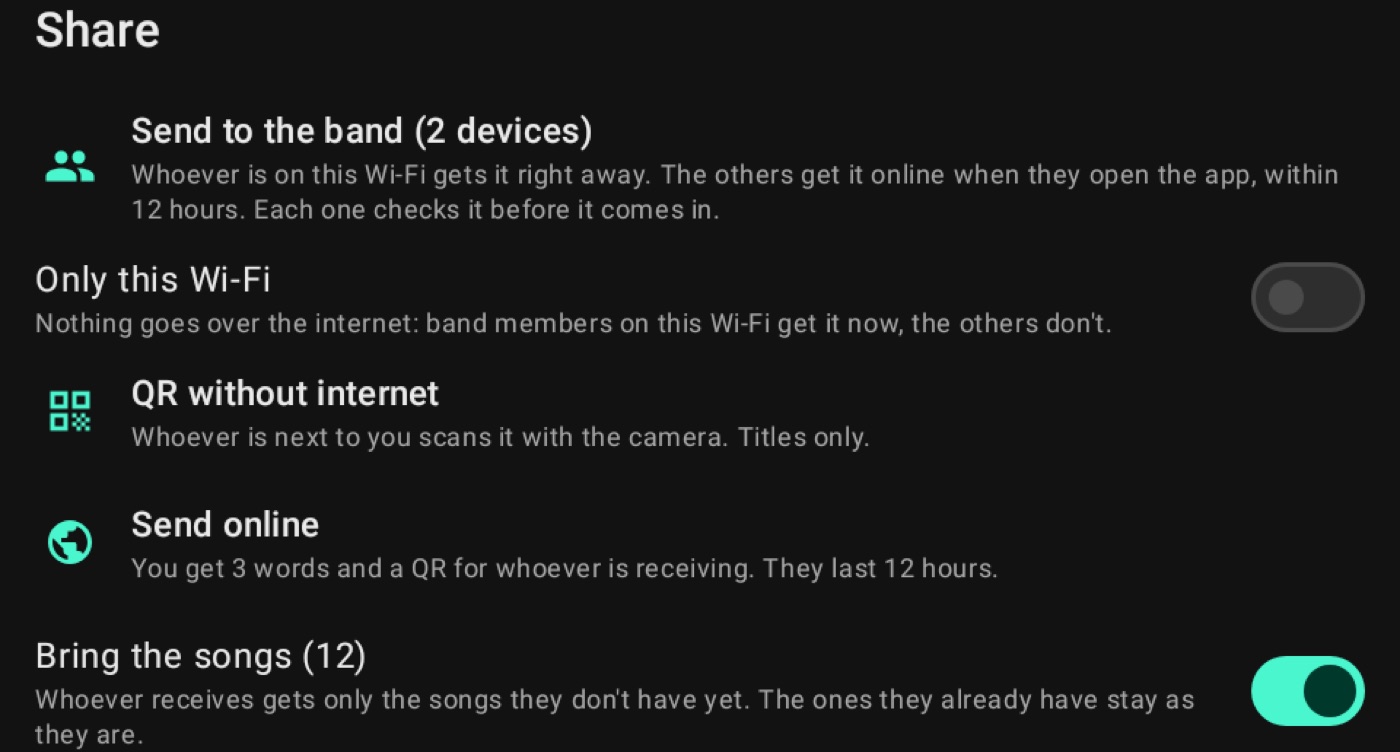 Share
Send to the band (2 devices)
Whoever is on this Wi-Fi gets it right away. The others get it online when they open the app, within
12 hours. Each one checks it before it comes in.
Only this Wi-Fi
Nothing goes over the internet: band members on this Wi-Fi get it now, the others don't.
QR without internet
Whoever is next to you scans it with the camera. Titles only.
Send online
You get 3 words and a QR for whoever is receiving. They last 12 hours.
Bring the songs (12)
Whoever receives gets only the songs they don't have yet. The ones they already have stay as
they are.